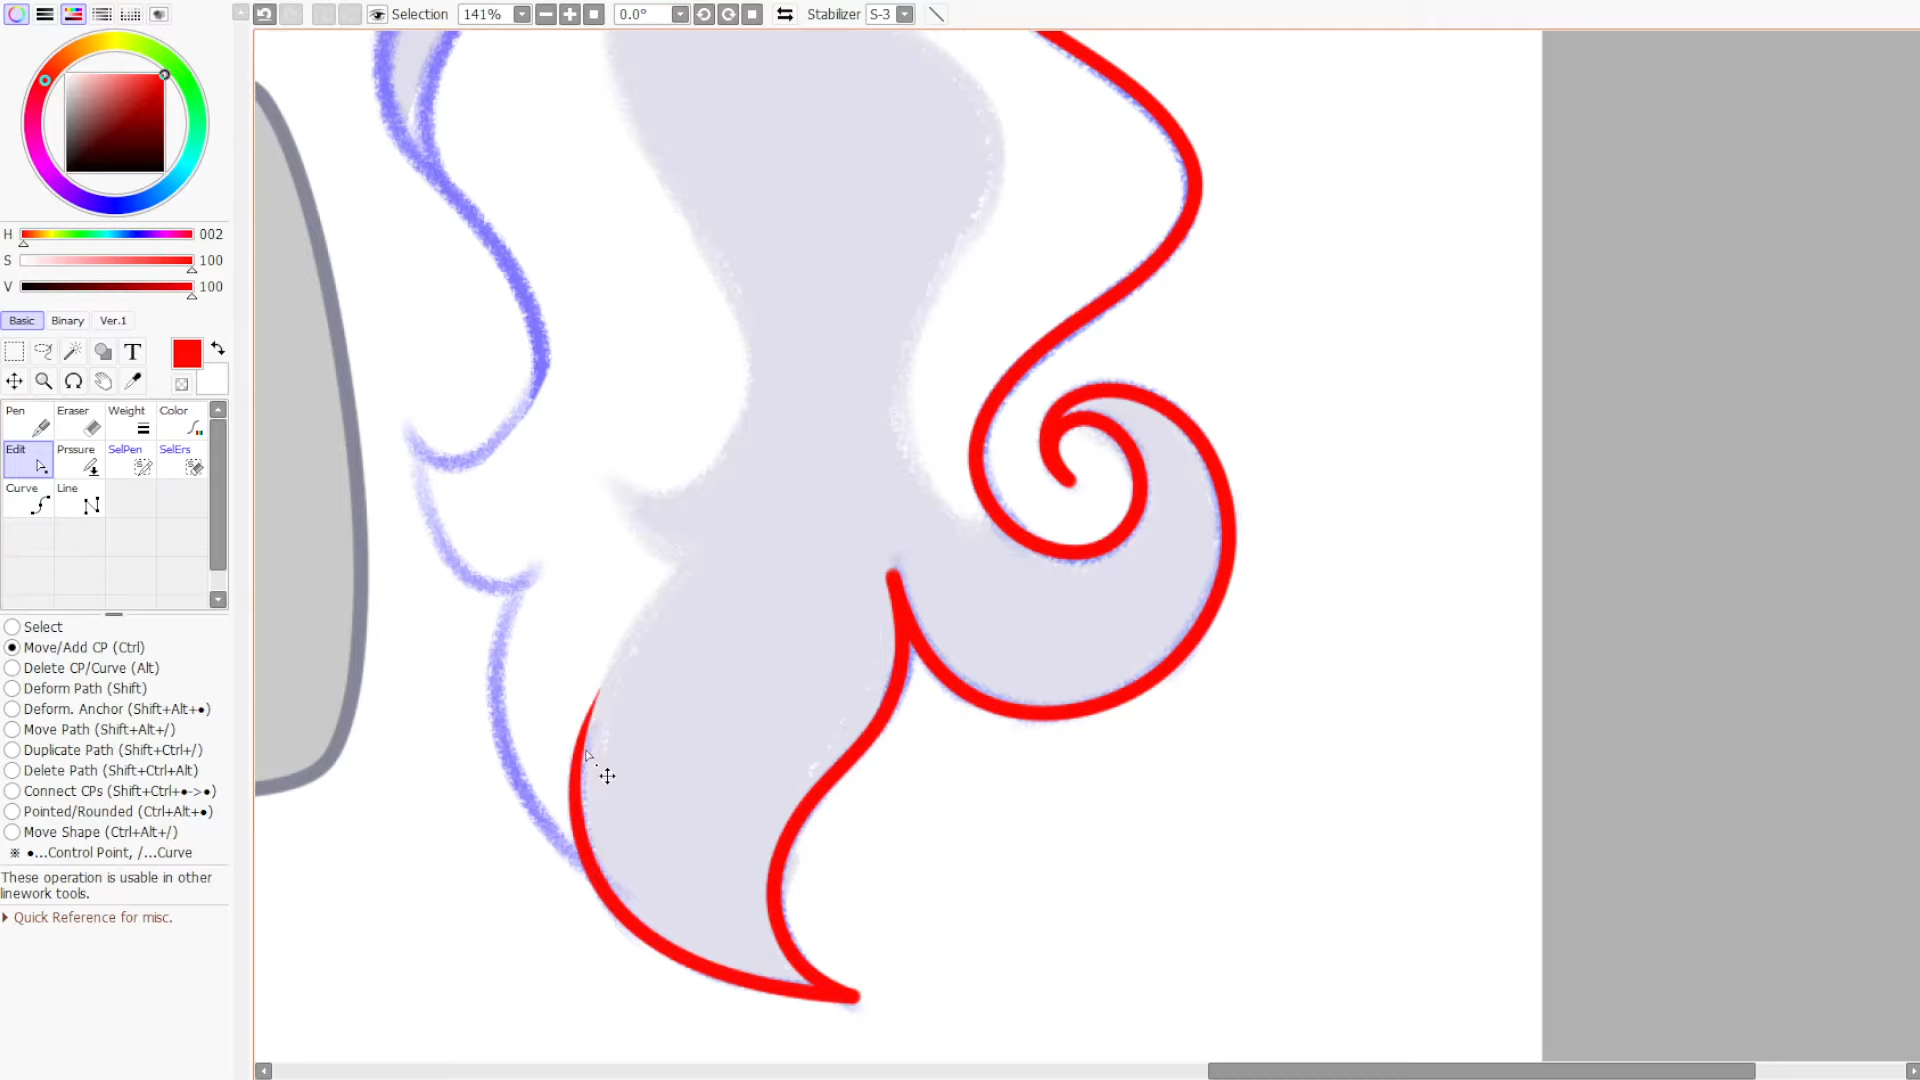 Selection 141% 0.0° Stabilizer S-3
H 002
S 100
V 100
Basic Binary Ver.1
T
Pen Eraser Weight Color
Edit Prssure SelPen SelErs
Curve Line
Select
Move/Add CP (Ctrl)
Delete CP/Curve (Alt)
Deform Path (Shift)
Deform. Anchor (Shift+Alt+●)
Move Path (Shift+Alt+/)
Duplicate Path (Shift+Ctrl+/)
Delete Path (Shift+Ctrl+Alt)
Connect CPs (Shift+Ctrl+●->●)
Pointed/Rounded (Ctrl+Alt+●)
Move Shape (Ctrl+Alt+/)
※ ●...Control Point, /...Curve
These operation is usable in other
linework tools.
Quick Reference for misc.